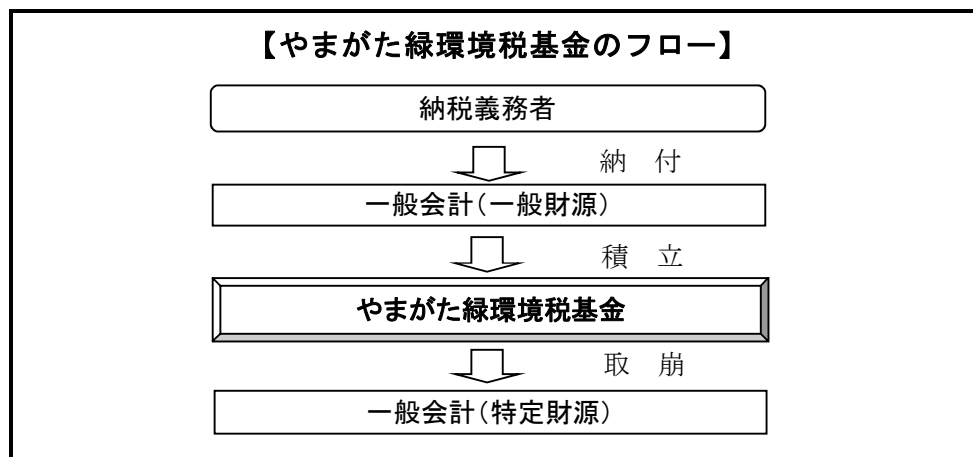 【やまがた緑環境税基金のフロー】
納税義務者
納　付
一般会計(一般財源)
積　立
やまがた緑環境税基金
取　崩
一般会計(特定財源)